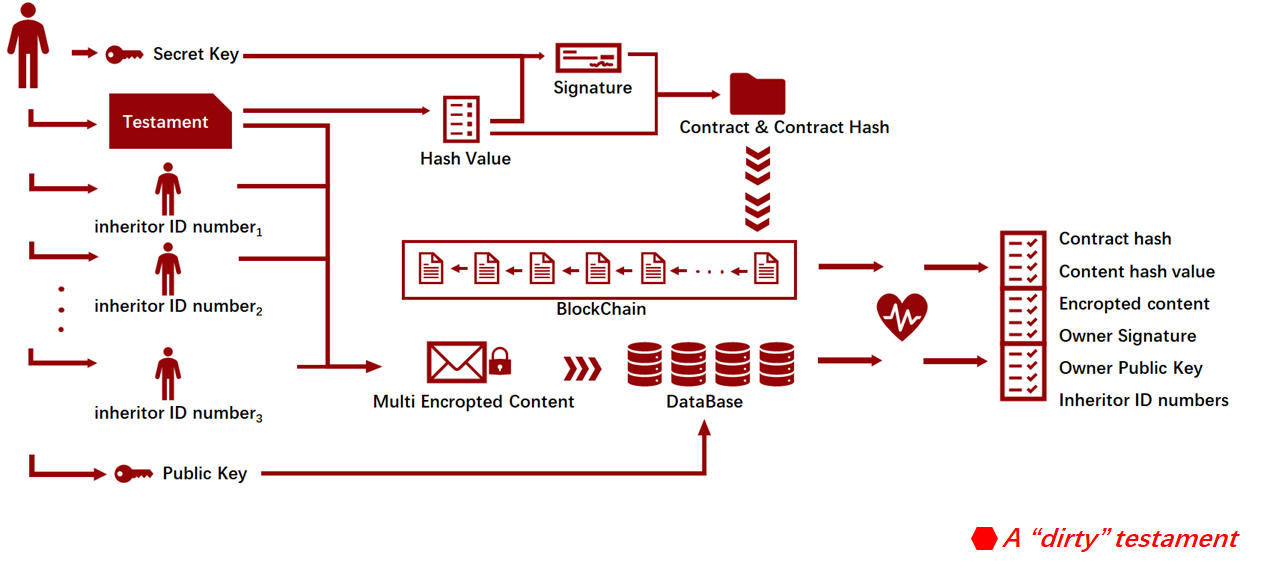 Secret Key
Signature
Testament
Contract & Contract Hash
Hash Value
inheritor ID number₁
inheritor ID number₂
inheritor ID number₃
BlockChain
Multi Encropted Content
DataBase
Public Key
Contract hash
Content hash value
Encropted content
Owner Signature
Owner Public Key
Inheritor ID numbers
A “dirty” testament